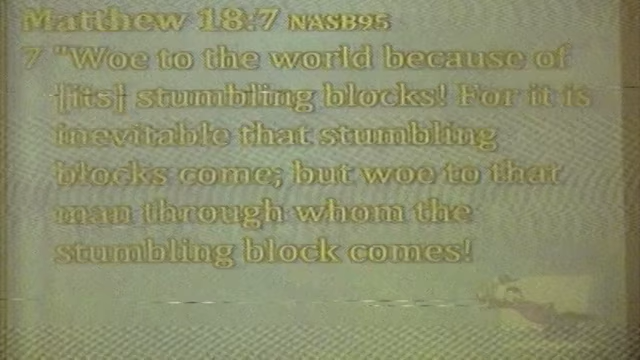 Matthew 18:7 NASB95
7 "Woe to the world because of
[its] stumbling blocks! For it is
inevitable that stumbling
blocks come; but woe to that
man through whom the
stumbling block comes!